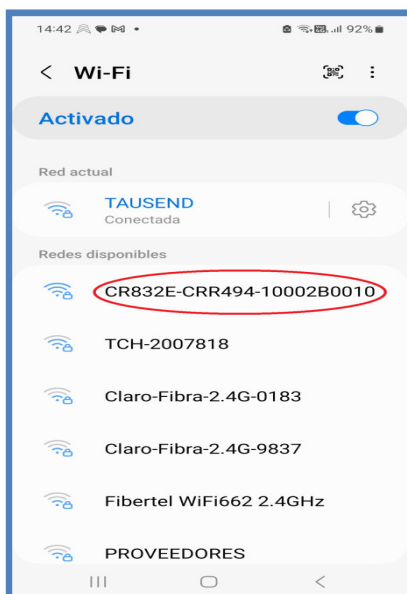 14:42 92%
Wi-Fi
Activado
Red actual
TAUSEND
Conectada
Redes disponibles
CR832E-CRR494-10002B0010
TCH-2007818
Claro-Fibra-2.4G-0183
Claro-Fibra-2.4G-9837
Fibertel WiFi662 2.4GHz
PROVEEDORES